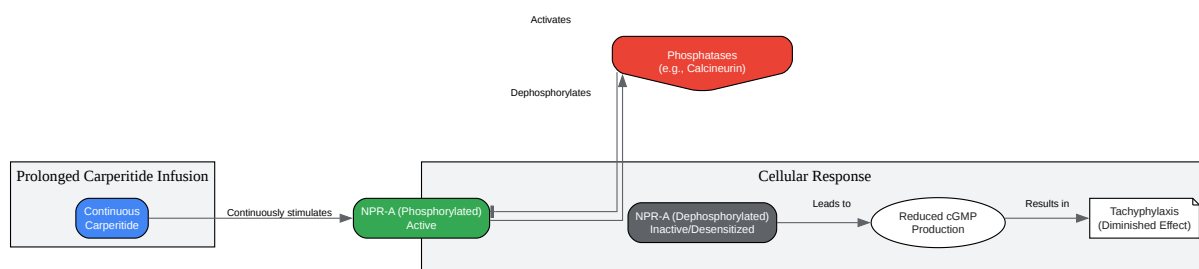 Activates
Phosphatases
(e.g., Calcineurin)
Dephosphorylates
Prolonged Carperitide Infusion
Cellular Response
Continuous
Carperitide
Continuously stimulates
NPR-A (Phosphorylated)
Active
NPR-A (Dephosphorylated)
Inactive/Desensitized
Leads to
Reduced cGMP
Production
Results in
Tachyphylaxis
(Diminished Effect)